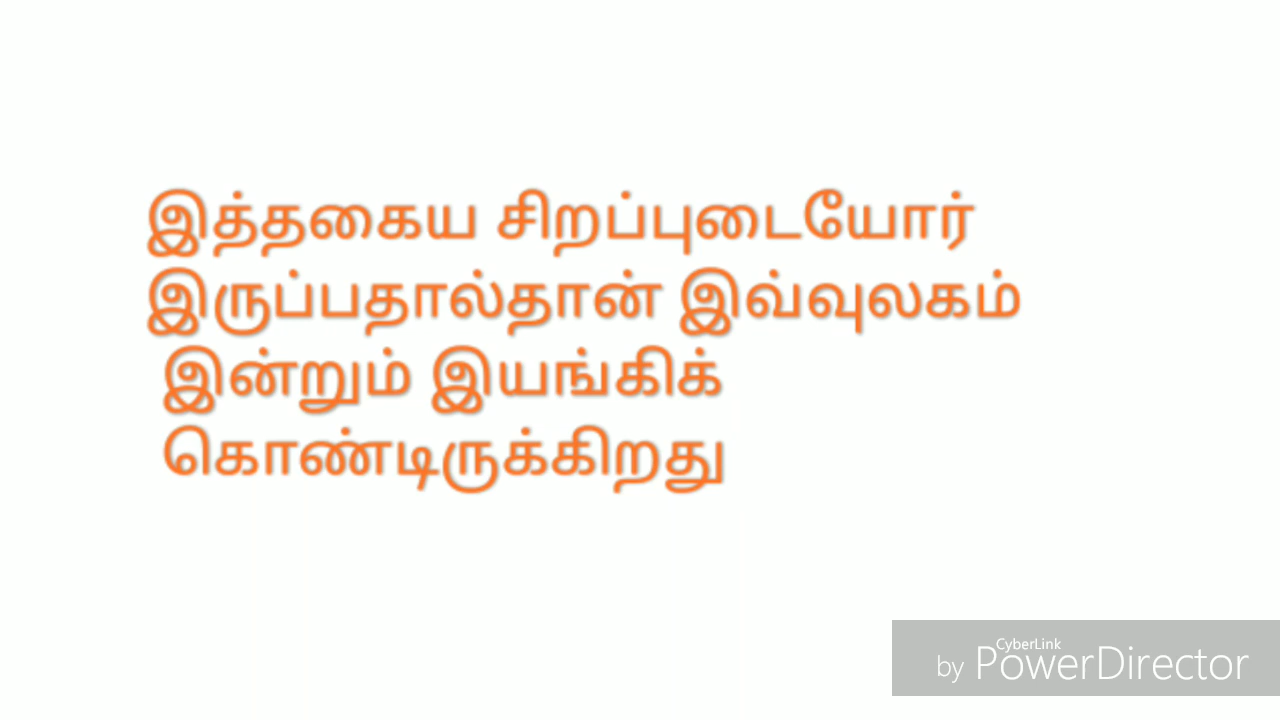 இத்தகைய சிறப்புடையோர்
இருப்பதால்தான் இவ்வுலகம்
இன்றும் இயங்கிக்
கொண்டிருக்கிறது
CyberLink
by PowerDirector